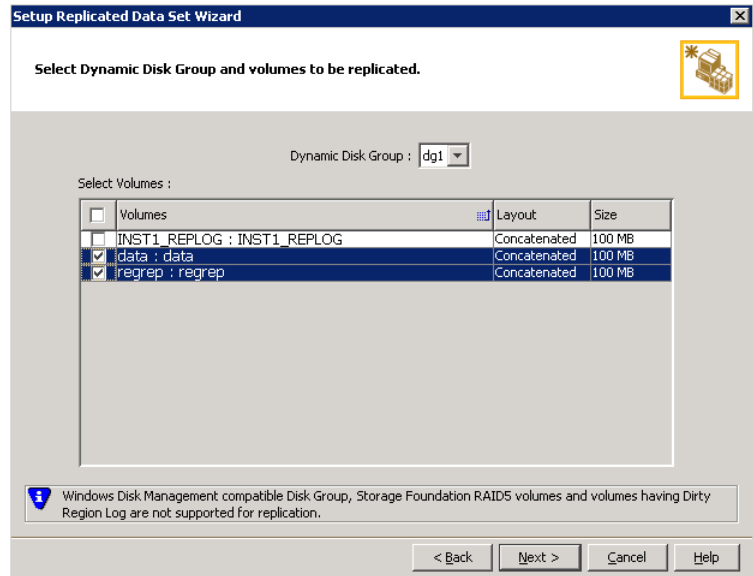 Setup Replicated Data Set Wizard
Select Dynamic Disk Group and volumes to be replicated.
Dynamic Disk Group : dg1
Select Volumes :
Volumes Layout Size
INST1_REPLOG : INST1_REPLOG Concatenated 100 MB
data : data Concatenated 100 MB
regrep : regrep Concatenated 100 MB
Windows Disk Management compatible Disk Group, Storage Foundation RAID5 volumes and volumes having Dirty
Region Log are not supported for replication.
< Back Next > Cancel Help